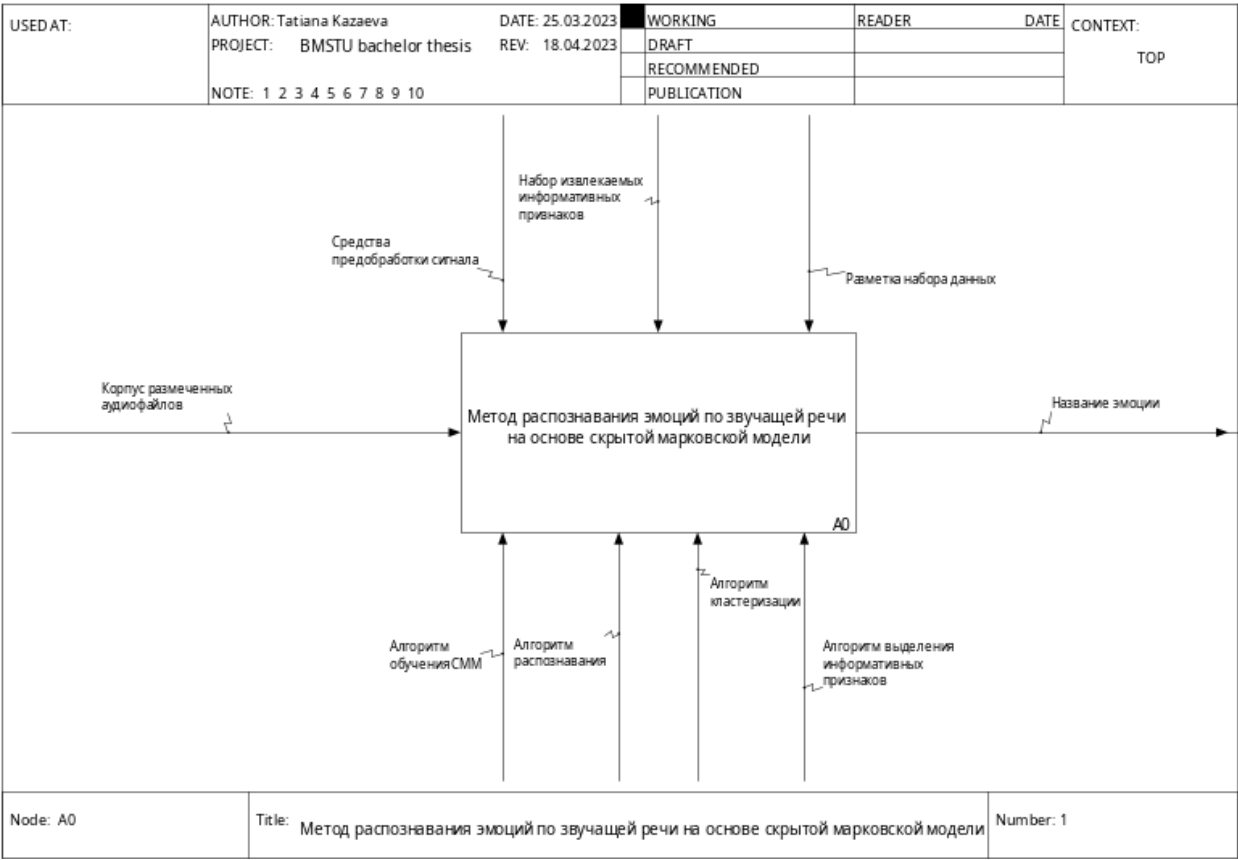 USED AT:
AUTHOR: Tatiana Kazaeva
DATE: 25.03.2023
PROJECT: BMSTU bachelor thesis
REV: 18.04.2023
NOTE: 1 2 3 4 5 6 7 8 9 10
WORKING
DRAFT
RECOMMENDED
PUBLICATION
READER
DATE
CONTEXT:
TOP
Набор извлекаемых
информативных
признаков
Средства
предобработки сигнала
Разметка набора данных
Корпус размеченных
аудиофайлов
Метод распознавания эмоций по звучащей речи
на основе скрытой марковской модели
A0
Название эмоции
Алгоритм
кластеризации
Алгоритм
обучения СММ
Алгоритм
распознавания
Алгоритм выделения
информативных
признаков
Node: A0
Title: Метод распознавания эмоций по звучащей речи на основе скрытой марковской модели
Number: 1